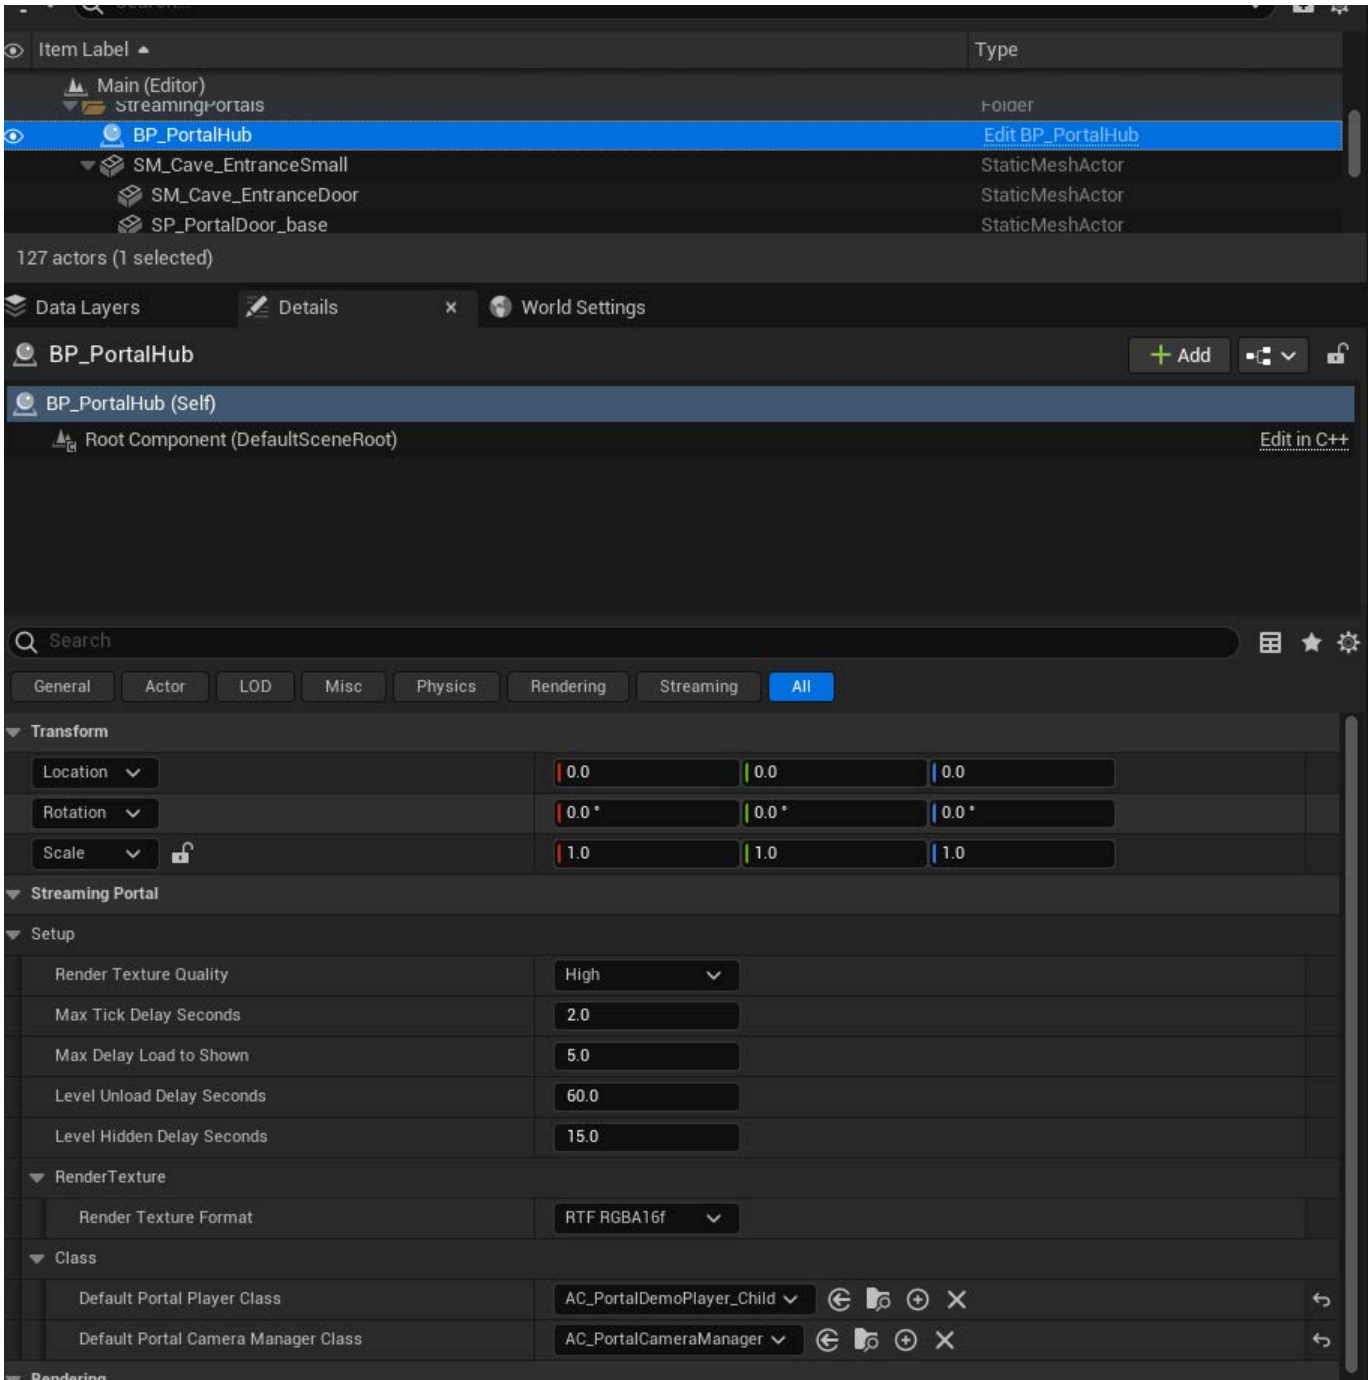 Search...
Item Label Type
Main (Editor)
StreamingPortals Folder
BP_PortalHub Edit BP_PortalHub
SM_Cave_EntranceSmall StaticMeshActor
SM_Cave_EntranceDoor StaticMeshActor
SP_PortalDoor_base StaticMeshActor
127 actors (1 selected)
Data Layers Details World Settings
BP_PortalHub Add
BP_PortalHub (Self)
Root Component (DefaultSceneRoot) Edit in C++
Search
General Actor LOD Misc Physics Rendering Streaming All
Transform
Location 0.0 0.0 0.0
Rotation 0.0 ° 0.0 ° 0.0 °
Scale 1.0 1.0 1.0
Streaming Portal
Setup
Render Texture Quality High
Max Tick Delay Seconds 2.0
Max Delay Load to Shown 5.0
Level Unload Delay Seconds 60.0
Level Hidden Delay Seconds 15.0
RenderTexture
Render Texture Format RTF RGBA16f
Class
Default Portal Player Class AC_PortalDemoPlayer_Child
Default Portal Camera Manager Class AC_PortalCameraManager
Rendering